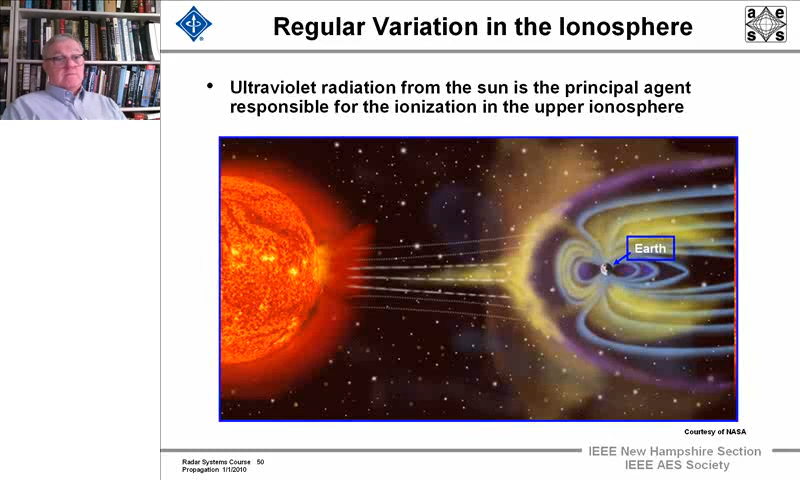 Regular Variation in the Ionosphere
a e
s s
• Ultraviolet radiation from the sun is the principal agent
responsible for the ionization in the upper ionosphere
Earth
Courtesy of NASA
Radar Systems Course 50
Propagation 1/1/2010
IEEE New Hampshire Section
IEEE AES Society